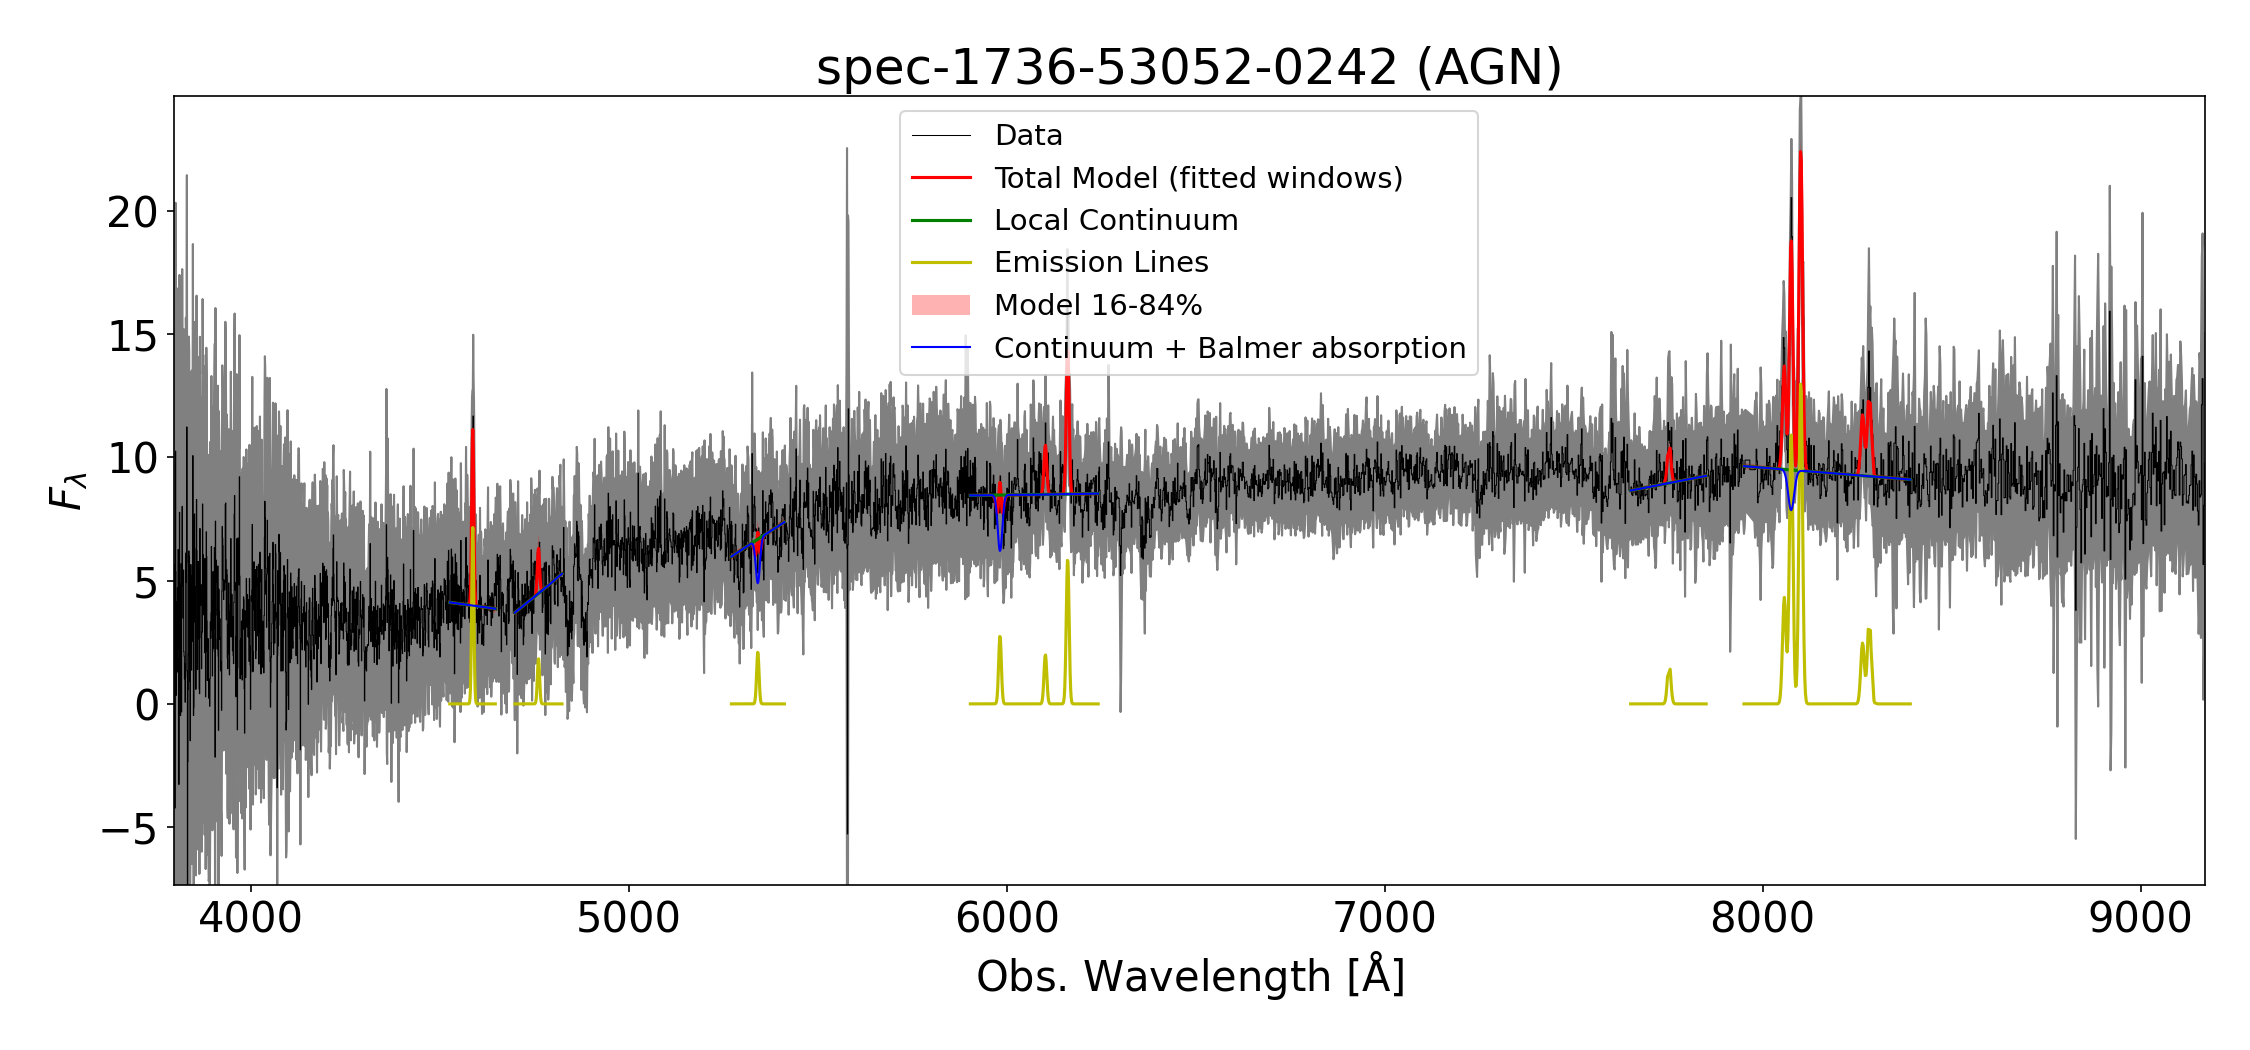 spec-1736-53052-0242 (AGN)
Data
Total Model (fitted windows)
Local Continuum
Emission Lines
Model 16-84%
Continuum + Balmer absorption
20
15
10
5
0
−5
Fλ
4000 5000 6000 7000 8000 9000
Obs. Wavelength [Å]